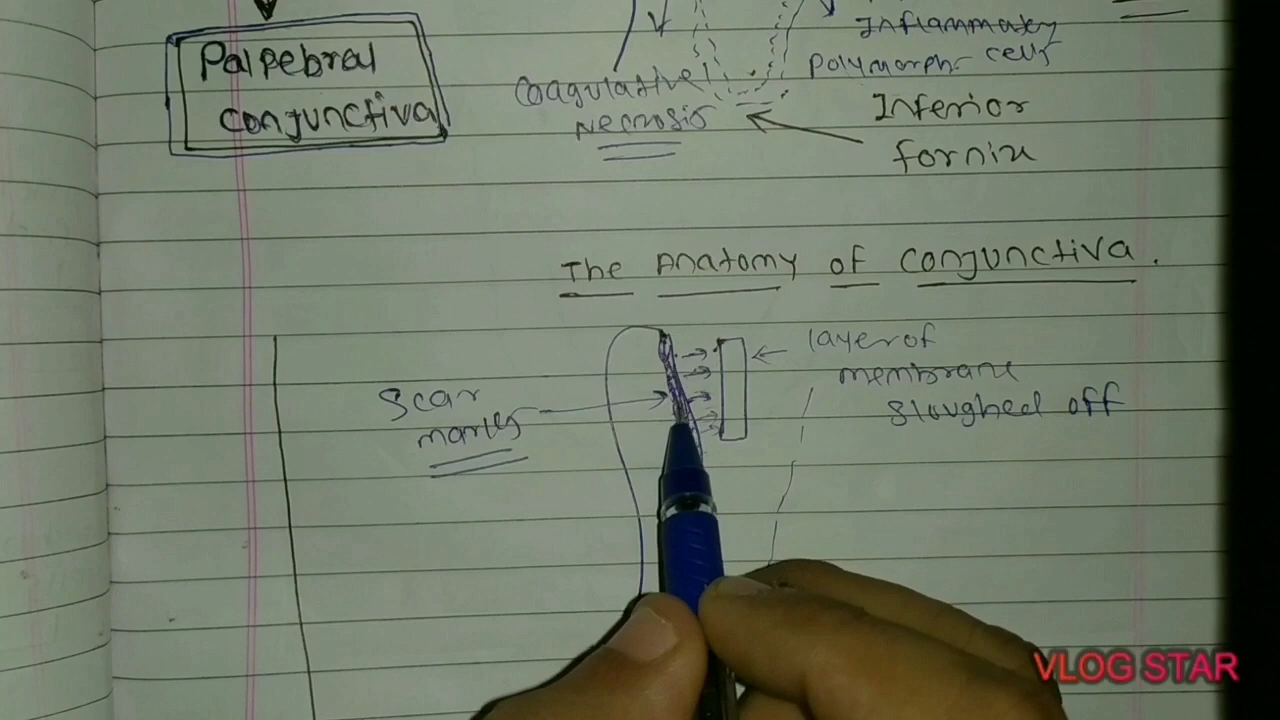 Palpebral
conjunctiva
Coagulative
Necrosis
Inflammatory
polymorph- cells
Inferior
fornix
The Anatomy of Conjunctiva.
Scar
marks
layer of
membrane
sloughed off
VLOG STAR